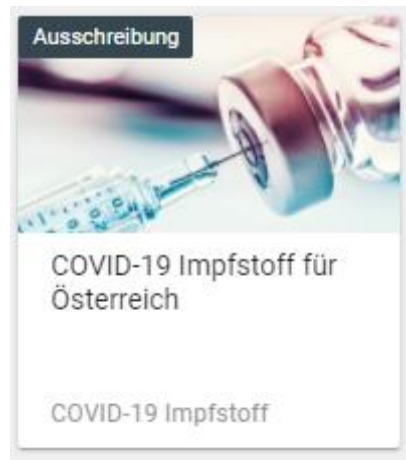 Ausschreibung
COVID-19 Impfstoff für
Österreich
COVID-19 Impfstoff